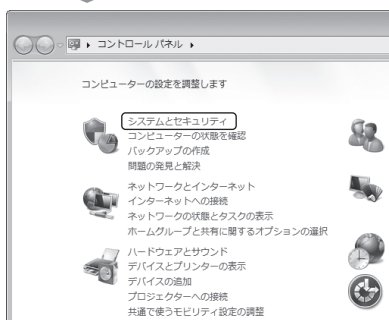 コントロール パネル
コンピューターの設定を調整します
システムとセキュリティ
コンピューターの状態を確認
バックアップの作成
問題の発見と解決
ネットワークとインターネット
インターネットへの接続
ネットワークの状態とタスクの表示
ホームグループと共有に関するオプションの選択
ハードウェアとサウンド
デバイスとプリンターの表示
デバイスの追加
プロジェクターへの接続
共通で使うモビリティ設定の調整